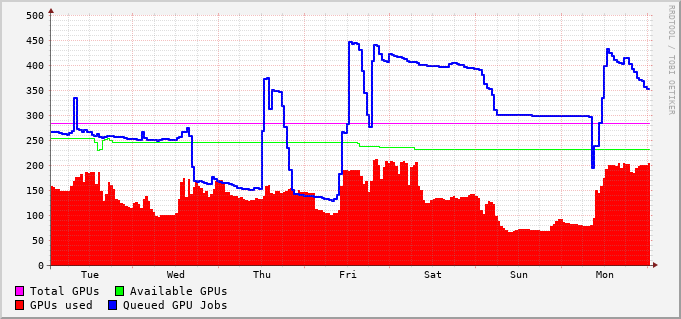 500
450
400
350
300
250
200
150
100
50
0
Tue Wed Thu Fri Sat Sun Mon
Total GPUs Available GPUs
GPUs used Queued GPU Jobs
RRDTOOL / TOBI OETIKER